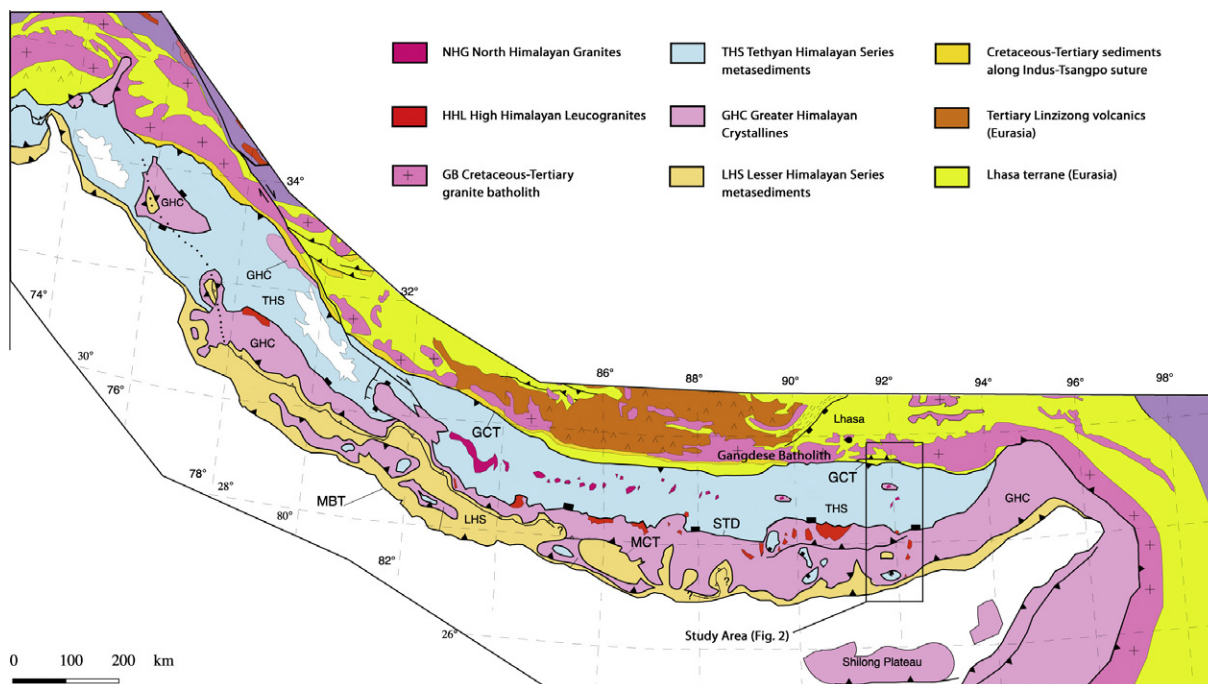 NHG North Himalayan Granites
HHL High Himalayan Leucogranites
GB Cretaceous-Tertiary
granite batholith
THS Tethyan Himalayan Series
metasediments
GHC Greater Himalayan
Crystallines
LHS Lesser Himalayan Series
metasediments
Cretaceous-Tertiary sediments
along Indus-Tsangpo suture
Tertiary Linzizong volcanics
(Eurasia)
Lhasa terrane (Eurasia)
34°
GHC
GHC
THS
32°
74°
GHC
30°
76°
86°
88°
90°
92°
94°
96°
98°
Lhasa
GCT
Gangdese Batholith
GCT
78°
28°
MBT
80°
LHS
?
STD
THS
GHC
MCT
82°
?
?
26°
Study Area (Fig. 2)
Shilong Plateau
0 100 200 km